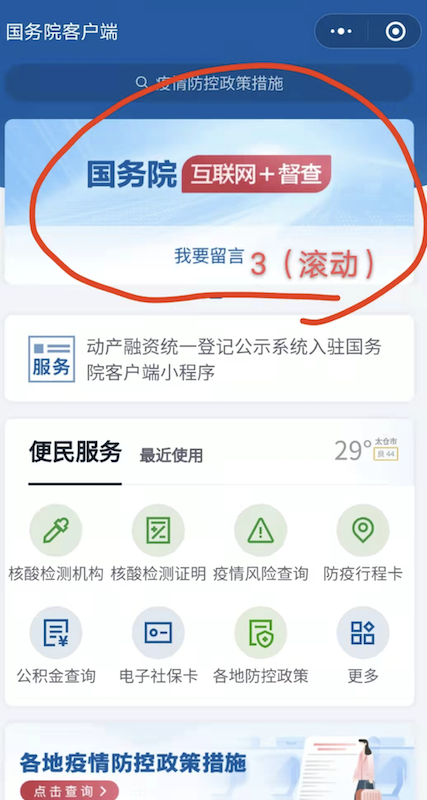 国务院客户端
疫情防控政策措施
国务院 互联网+督查
我要留言 3（滚动）
服务
动产融资统一登记公示系统入驻国务
院客户端小程序
便民服务 最近使用 29° 太仓市
良 44
核酸检测机构 核酸检测证明 疫情风险查询 防疫行程卡
公积金查询 电子社保卡 各地防控政策 更多
各地疫情防控政策措施
点击查询 >